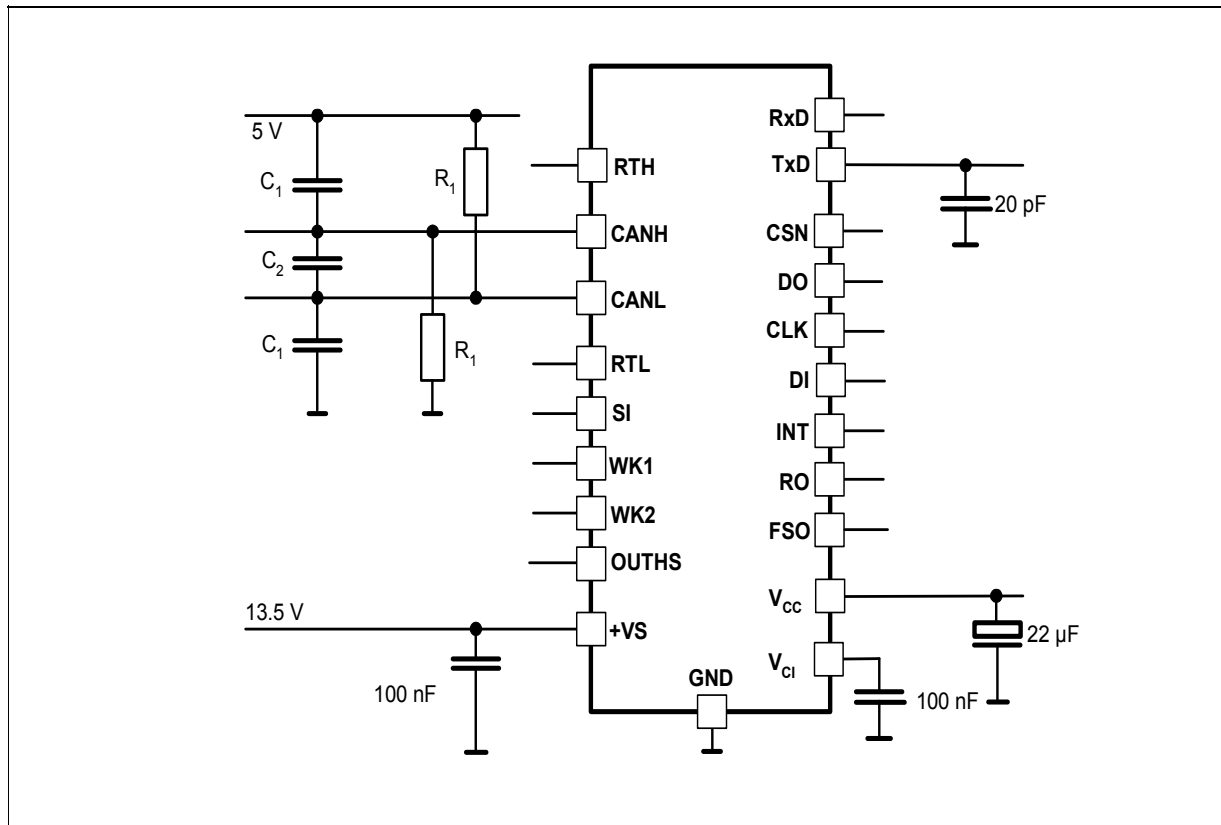 5 V
C1
R1
C2
C1
R1
13.5 V
100 nF
RTH
CANH
CANL
RTL
SI
WK1
WK2
OUTHS
+VS
GND
RxD
TxD
CSN
DO
CLK
DI
INT
RO
FSO
VCC
VCI
20 pF
22 µF
100 nF